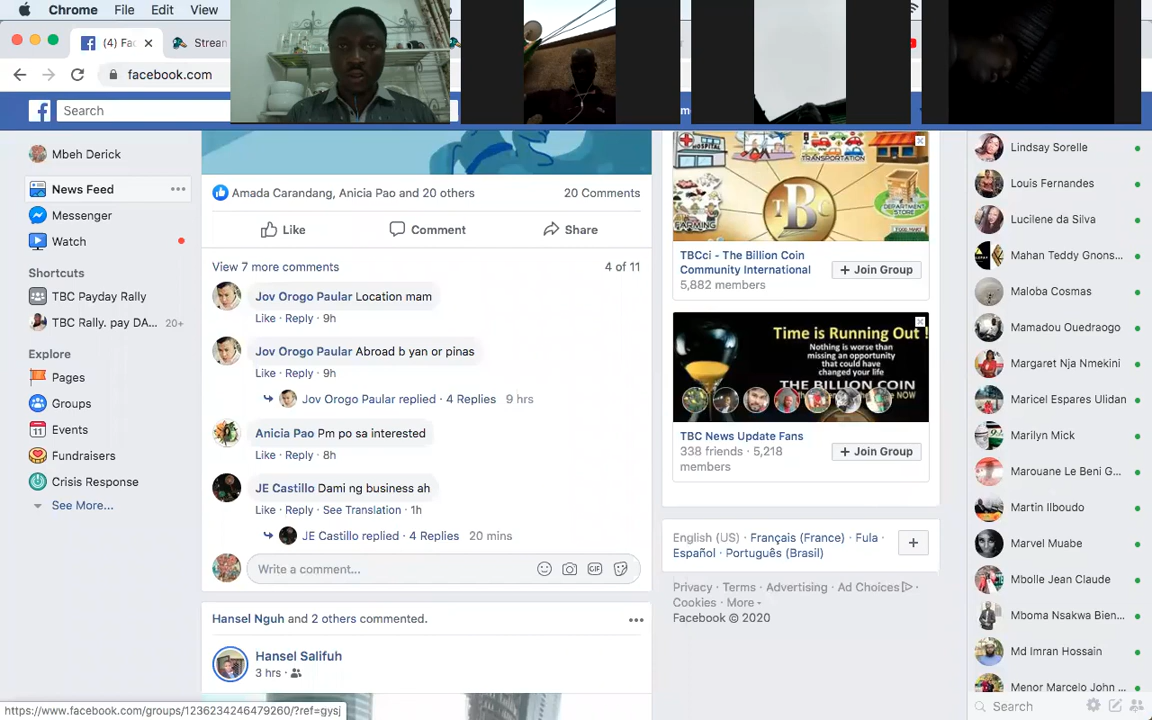 Chrome File Edit View
(4) Fac
Strean
facebook.com
Search
Mbeh Derick
News Feed
Messenger
Watch
Shortcuts
TBC Payday Rally
TBC Rally. pay DA... 20+
Explore
Pages
Groups
Events
Fundraisers
Crisis Response
See More...
Amada Carandang, Anicia Pao and 20 others 20 Comments
Like Comment Share
View 7 more comments 4 of 11
Jov Orogo Paular Location mam
Like · Reply · 9h
Jov Orogo Paular Abroad b yan or pinas
Like · Reply · 9h
Jov Orogo Paular replied · 4 Replies 9 hrs
Anicia Pao Pm po sa interested
Like · Reply · 8h
JE Castillo Dami ng business ah
Like · Reply · See Translation · 1h
JE Castillo replied · 4 Replies 20 mins
Write a comment...
GIF
Hansel Nguh and 2 others commented.
Hansel Salifuh
3 hrs ·
HOSPITAL
TRANSPORTATION
FARMING
TBC
DEPARTMENT
STORE
TBCci - The Billion Coin
Community International
5,882 members
+ Join Group
Time is Running Out !
Nothing is worse than
missing an opportunity
that could have
changed your life
THE BILLION COIN
NOW
TBC News Update Fans
338 friends · 5,218
members
+ Join Group
English (US) · Français (France) · Fula ·
Español · Português (Brasil)
Privacy · Terms · Advertising · Ad Choices ·
Cookies · More
Facebook © 2020
Lindsay Sorelle
Louis Fernandes
Lucilene da Silva
Mahan Teddy Gnons...
Maloba Cosmas
Mamadou Ouedraogo
Margaret Nja Nmekini
Maricel Espares Ulidan
Marilyn Mick
Marouane Le Beni G...
Martin Ilboudo
Marvel Muabe
Mbolle Jean Claude
Mboma Nsakwa Bien...
Md Imran Hossain
Menor Marcelo John ...
Search
https://www.facebook.com/groups/1236234246479260/?ref=gysj